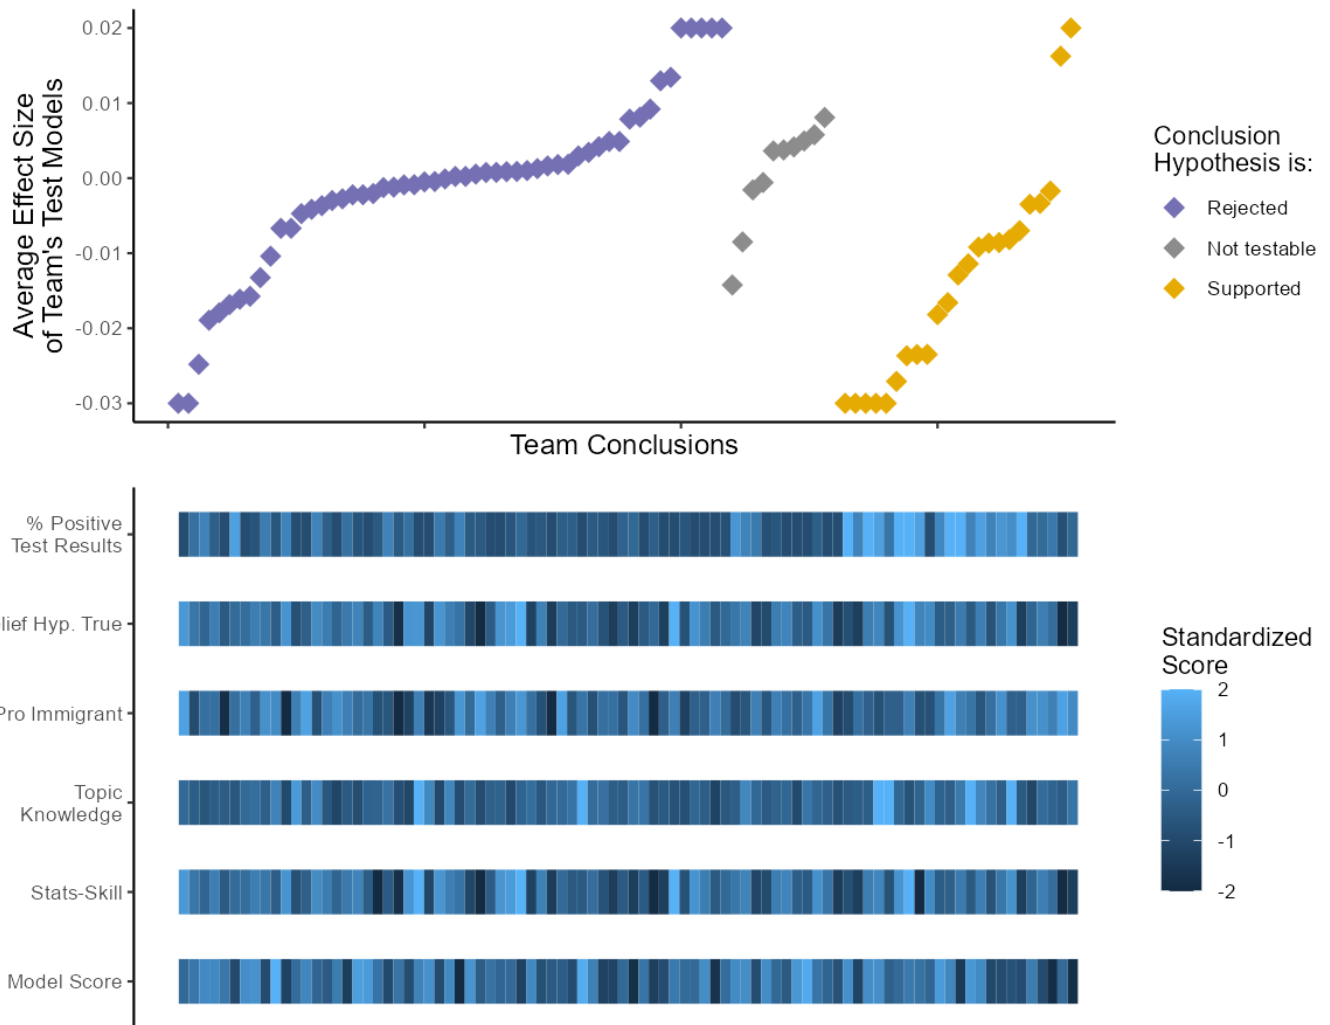 0.02
0.01
0.00
-0.01
-0.02
-0.03
Average Effect Size
of Team's Test Models
Team Conclusions
Conclusion
Hypothesis is:
Rejected
Not testable
Supported
% Positive
Test Results
lief Hyp. True
Pro Immigrant
Topic
Knowledge
Stats-Skill
Model Score
Standardized
Score
2
1
0
-1
-2